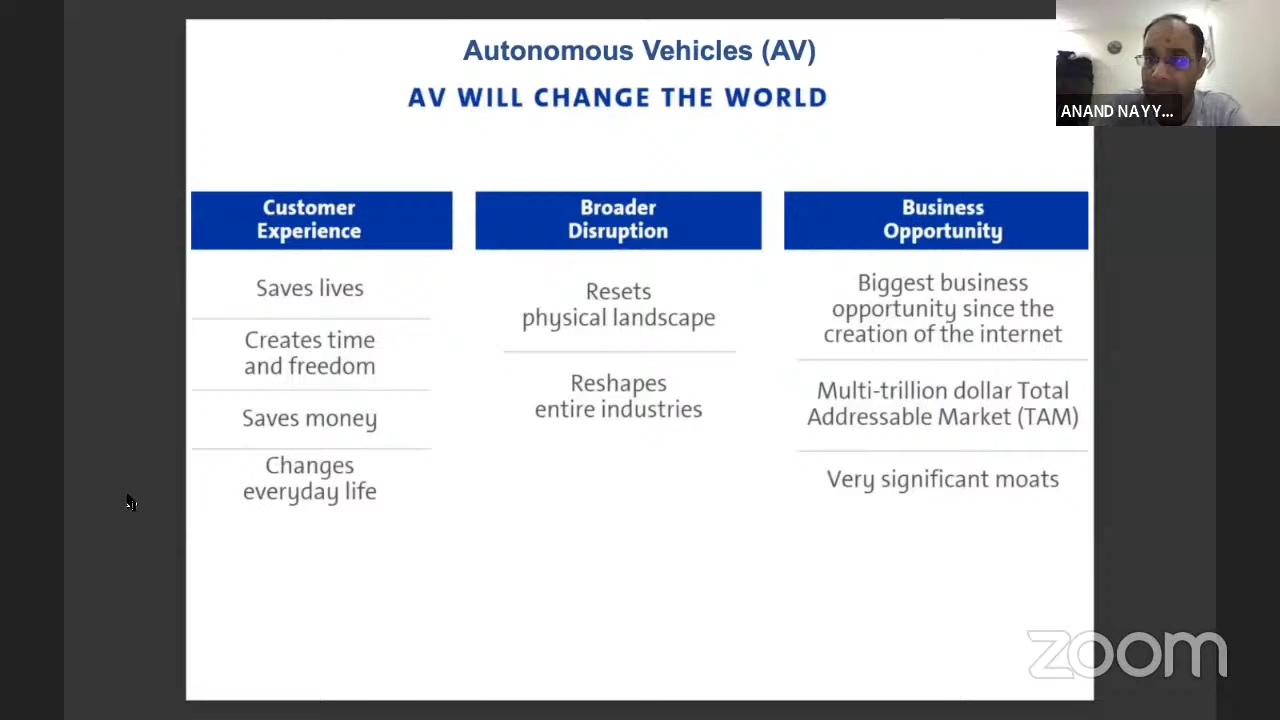 Autonomous Vehicles (AV)
AV WILL CHANGE THE WORLD
ANAND NAYY...
Customer
Experience
Saves lives
Creates time
and freedom
Saves money
Changes
everyday life
Broader
Disruption
Resets
physical landscape
Reshapes
entire industries
Business
Opportunity
Biggest business
opportunity since the
creation of the internet
Multi-trillion dollar Total
Addressable Market (TAM)
Very significant moats
zoom